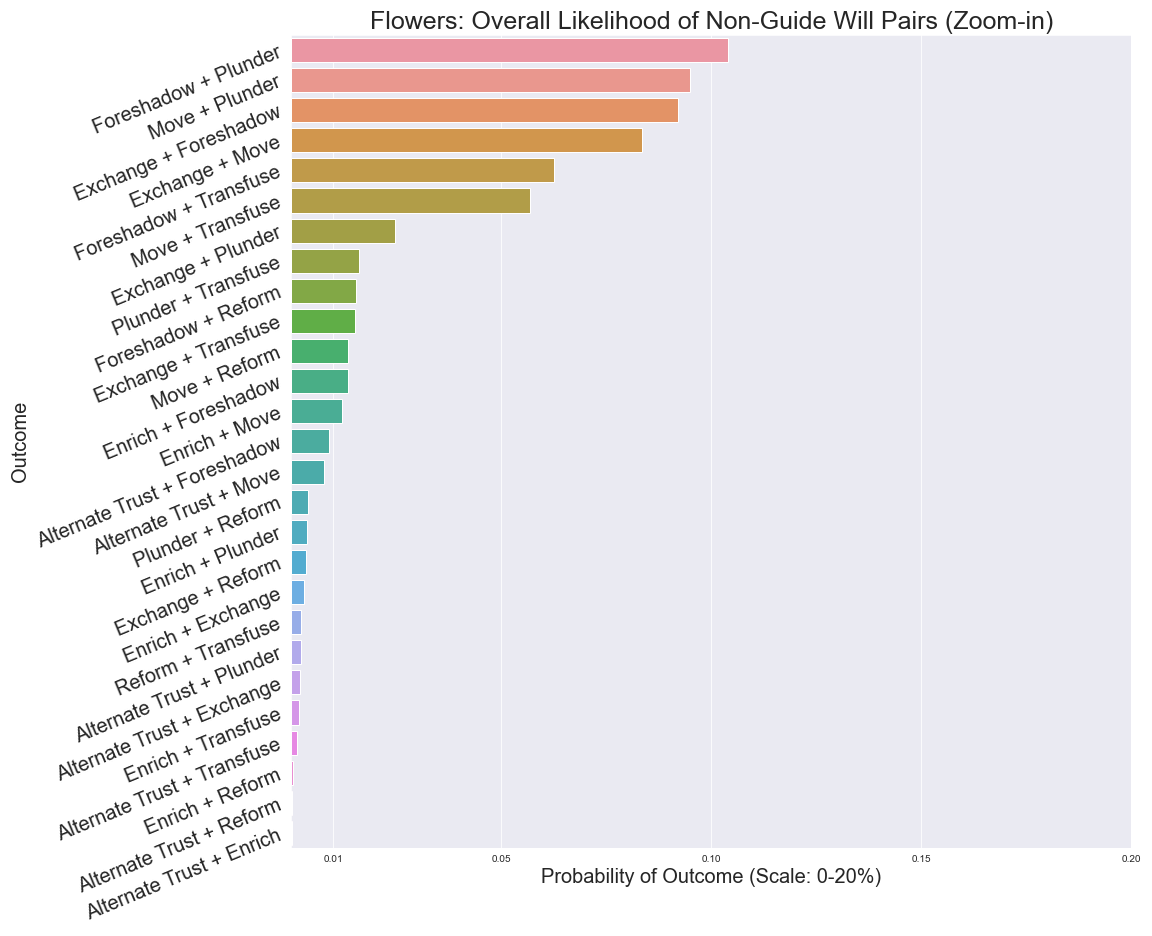 Flowers: Overall Likelihood of Non-Guide Will Pairs (Zoom-in)
Outcome
Foreshadow + Plunder
Move + Plunder
Exchange + Foreshadow
Exchange + Move
Foreshadow + Transfuse
Move + Transfuse
Exchange + Plunder
Plunder + Transfuse
Foreshadow + Reform
Exchange + Transfuse
Move + Reform
Enrich + Foreshadow
Enrich + Move
Alternate Trust + Foreshadow
Alternate Trust + Move
Plunder + Reform
Enrich + Plunder
Exchange + Reform
Enrich + Exchange
Reform + Transfuse
Alternate Trust + Plunder
Alternate Trust + Exchange
Enrich + Transfuse
Alternate Trust + Transfuse
Enrich + Reform
Alternate Trust + Reform
Alternate Trust + Enrich
0.01 0.05 0.10 0.15 0.20
Probability of Outcome (Scale: 0-20%)